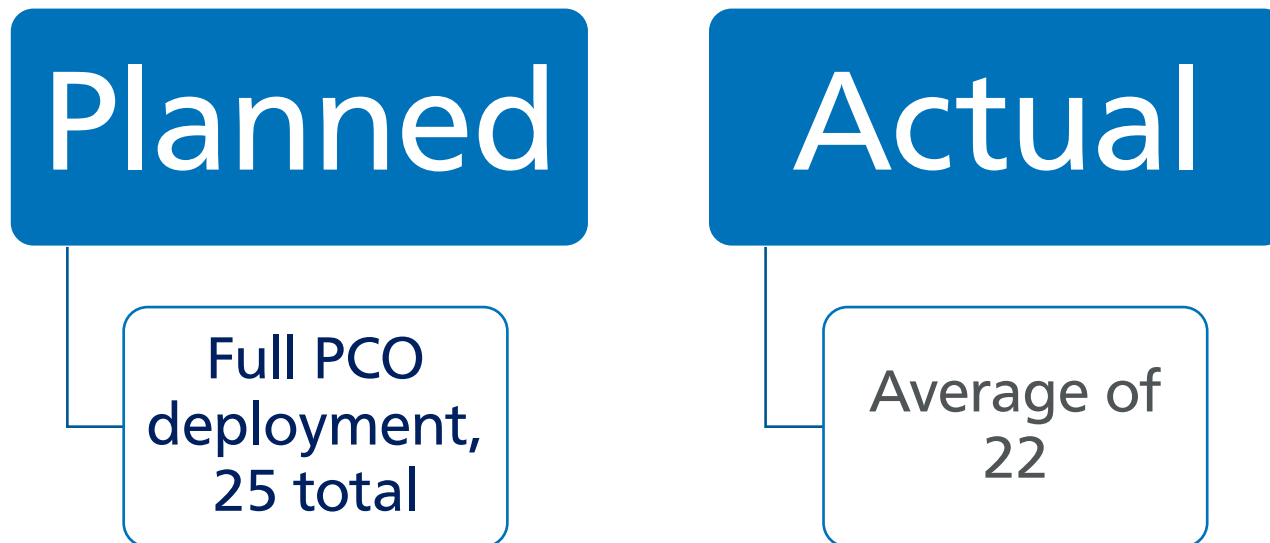 Planned
Full PCO
deployment,
25 total
Actual
Average of
22